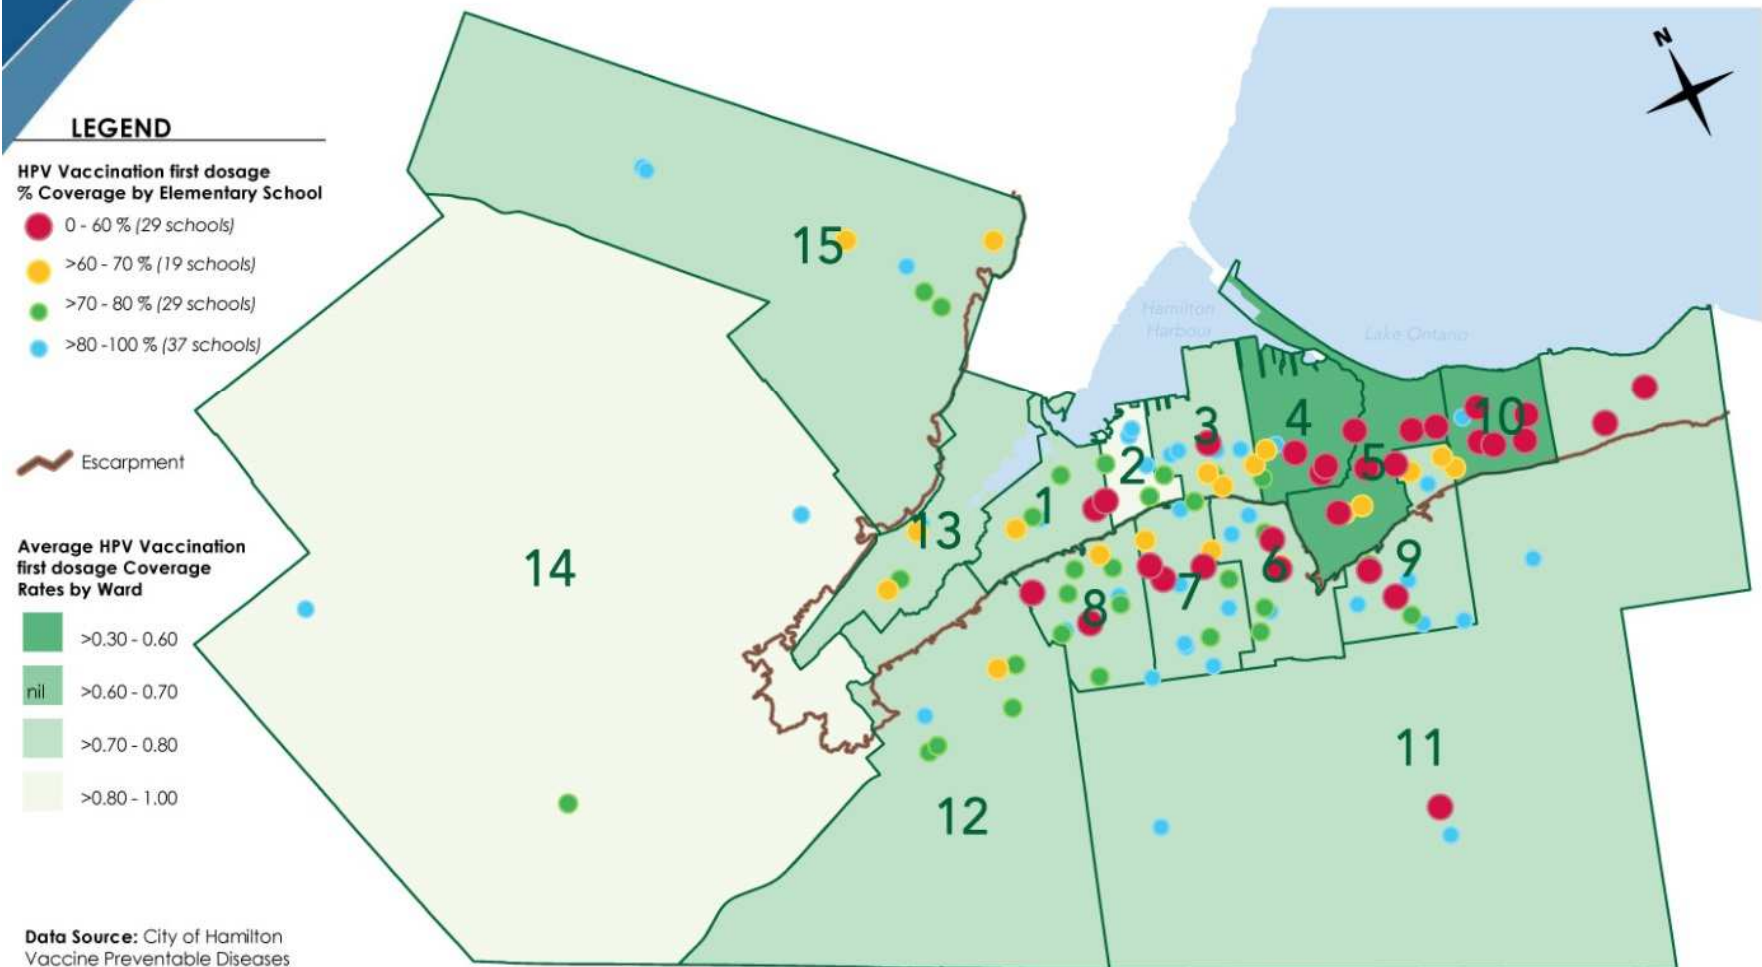 N
LEGEND
HPV Vaccination first dosage
% Coverage by Elementary School
0 - 60 % (29 schools)
>60 - 70 % (19 schools)
>70 - 80 % (29 schools)
>80 -100 % (37 schools)
Escarpment
Average HPV Vaccination
first dosage Coverage
Rates by Ward
>0.30 - 0.60
nil >0.60 - 0.70
>0.70 - 0.80
>0.80 - 1.00
Data Source: City of Hamilton
Vaccine Preventable Diseases
15
Hamilton
Harbour
Lake Ontario
3
4
10
2
5
1
13
14
9
6
7
8
11
12